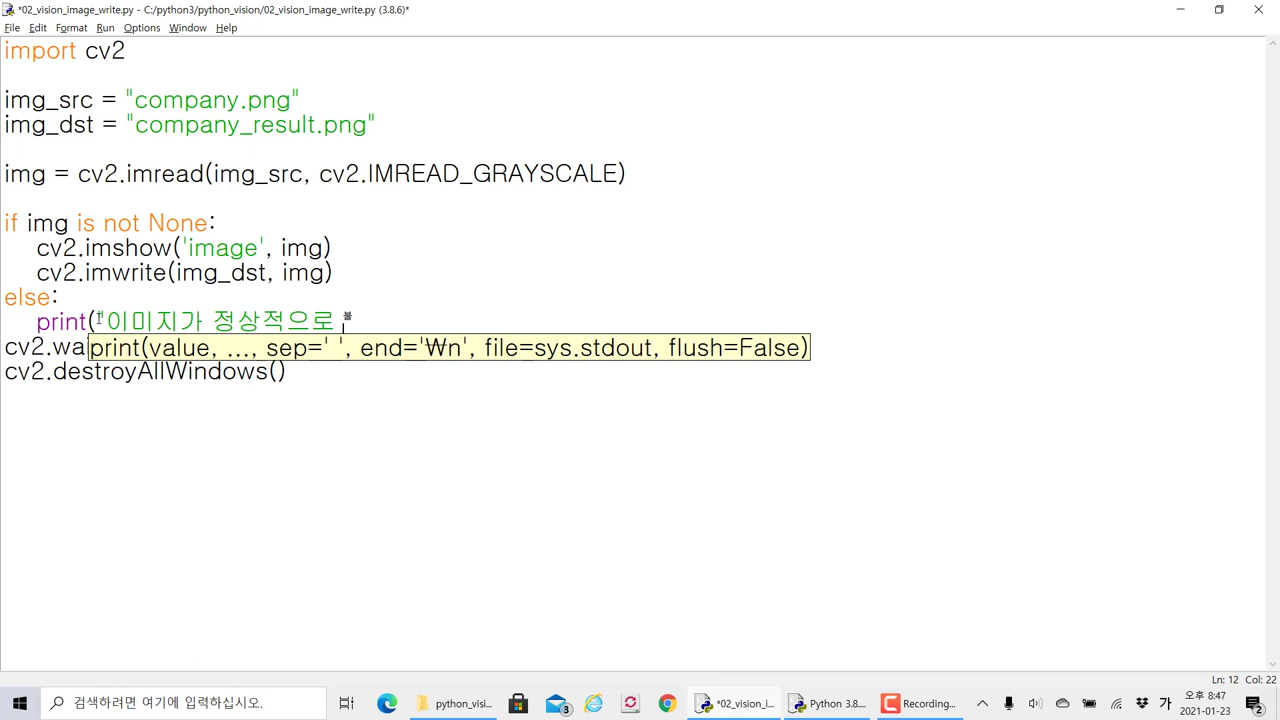 *02_vision_image_write.py - C:/python3/python_vision/02_vision_image_write.py (3.8.6)*
File Edit Format Run Options Window Help
import cv2
img_src = "company.png"
img_dst = "company_result.png"
img = cv2.imread(img_src, cv2.IMREAD_GRAYSCALE)
if img is not None:
cv2.imshow('image', img)
cv2.imwrite(img_dst, img)
else:
print("이미지가 정상적으로 불
cv2.wa
print(value, ..., sep=' ', end='₩n', file=sys.stdout, flush=False)
cv2.destroyAllWindows()
Ln: 12 Col: 22
검색하려면 여기에 입력하십시오.
3
python_visi...
*02_vision_i...
Python 3.8....
Recording...
가
오후 8:47
2021-01-23
2